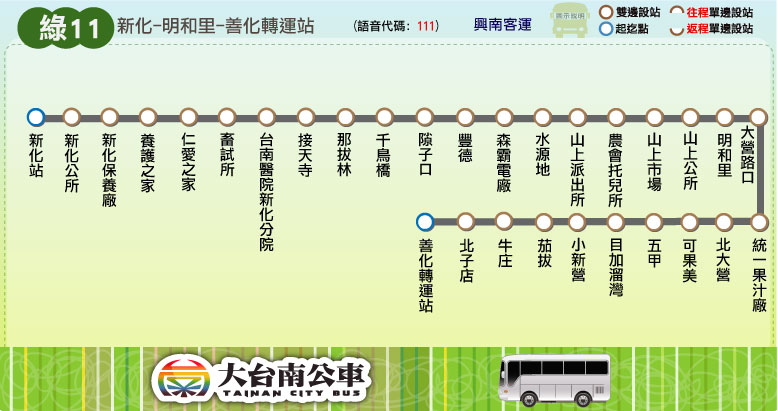 綠11
新化-明和里-善化轉運站
(語音代碼: 111)
興南客運
標示說明
雙邊設站
往程單邊設站
起迄點
返程單邊設站
新化站
新化公所
新化保養廠
養護之家
仁愛之家
畜試所
台南醫院新化分院
接天寺
那拔林
千鳥橋
隙子口
豐德
森霸電廠
水源地
山上派出所
農會托兒所
山上市場
山上公所
明和里
大營路口
統一果汁廠
北大營
可果美
五甲
目加溜灣
小新營
茄拔
牛庄
北子店
善化轉運站
大台南公車
TAINAN CITY BUS